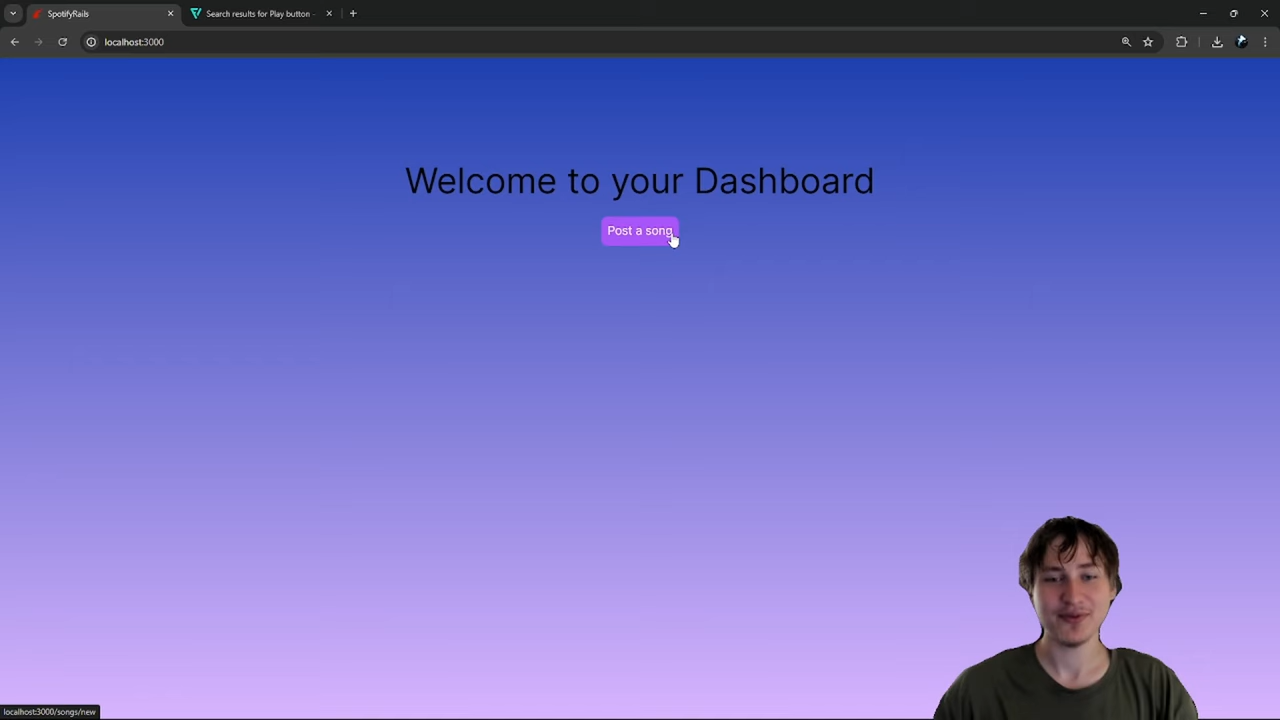 SpotifyRails
Search results for Play button -
localhost:3000
Welcome to your Dashboard
Post a song
localhost:3000/songs/new